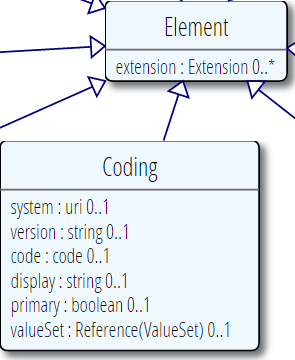 Element
extension : Extension 0..*
Coding
system : uri 0..1
version : string 0..1
code : code 0..1
display : string 0..1
primary : boolean 0..1
valueSet : Reference(ValueSet) 0..1